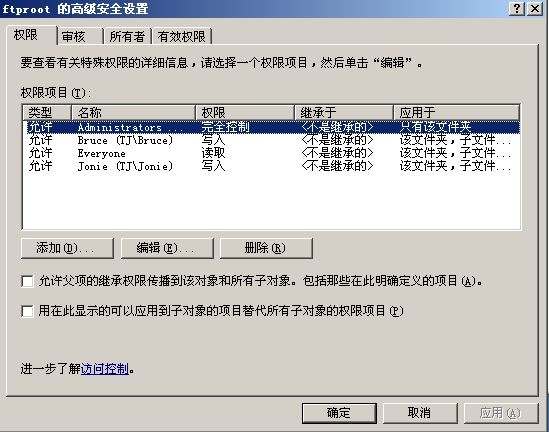 ftproot 的高级安全设置
权限 审核 所有者 有效权限
要查看有关特殊权限的详细信息，请选择一个权限项目，然后单击“编辑”。
权限项目(T):
类型 名称 权限 继承于 应用于
允许 Administrators ... 完全控制 <不是继承的> 只有该文件夹
允许 Bruce (TJ\Bruce) 写入 <不是继承的> 该文件夹，子文件...
允许 Everyone 读取 <不是继承的> 该文件夹，子文件...
允许 Jonie (TJ\Jonie) 写入 <不是继承的> 该文件夹，子文件...
添加(D)... 编辑(E)... 删除(R)
允许父项的继承权限传播到该对象和所有子对象。包括那些在此明确定义的项目(A)。
用在此显示的可以应用到子对象的项目替代所有子对象的权限项目(P)
进一步了解访问控制。
确定 取消 应用(A)